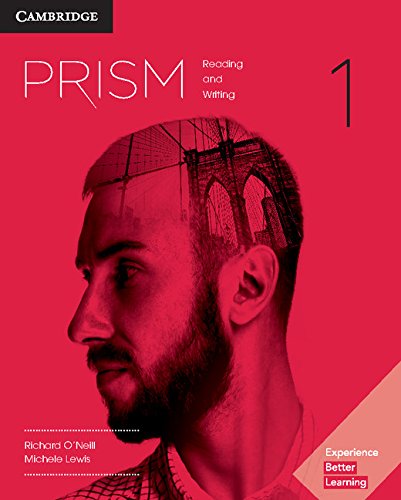 CAMBRIDGE
PRISM
Reading
and
Writing
1
Richard O'Neill
Michele Lewis
Experience
Better
Learning